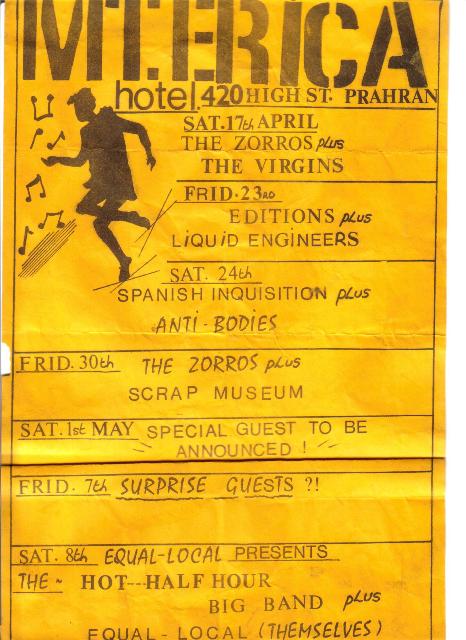 MT.ERICA
hotel. 420 HIGH ST. PRAHRAN
SAT. 17th APRIL
THE ZORROS plus
THE VIRGINS
FRID. 23RD
EDITIONS plus
LiQUiD ENGINEERS
SAT. 24th
SPANISH INQUISITION plus
ANTI-BODIES
FRID. 30th THE ZORROS plus
SCRAP MUSEUM
SAT. 1st MAY SPECIAL GUEST TO BE
ANNOUNCED !
FRID. 7th SURPRISE GUESTS ?!
SAT. 8th EQUAL-LOCAL PRESENTS
THE ~ HOT---HALF HOUR
BIG BAND plus
EQUAL-LOCAL (THEMSELVES)